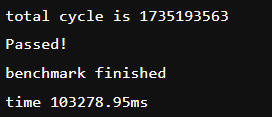 total cycle is 1735193563
Passed!
benchmark finished
time 103278.95ms